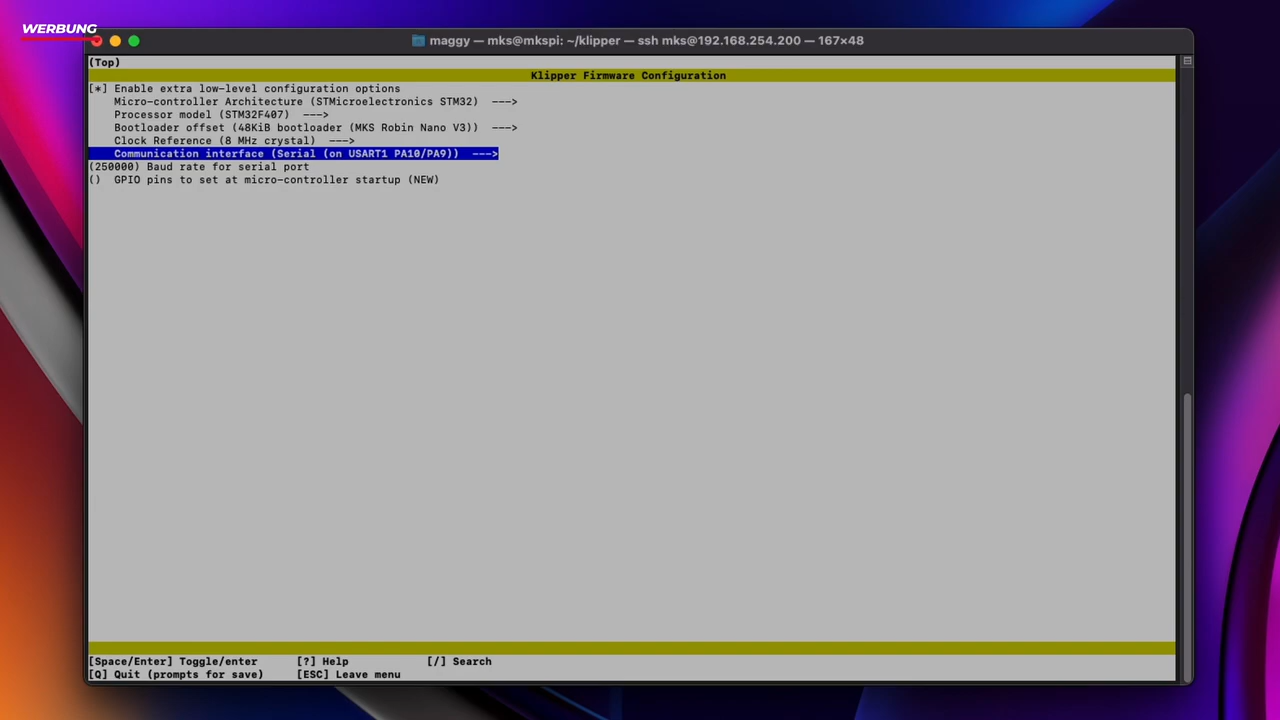 WERBUNG
maggy — mks@mkspi: ~/klipper — ssh mks@192.168.254.200 — 167×48
(Top)
Klipper Firmware Configuration
[*] Enable extra low-level configuration options
Micro-controller Architecture (STMicroelectronics STM32)  --->
Processor model (STM32F407)  --->
Bootloader offset (48KiB bootloader (MKS Robin Nano V3))  --->
Clock Reference (8 MHz crystal)  --->
Communication interface (Serial (on USART1 PA10/PA9))  --->
(250000) Baud rate for serial port
()  GPIO pins to set at micro-controller startup (NEW)
[Space/Enter] Toggle/enter      [?] Help            [/] Search
[Q] Quit (prompts for save)     [ESC] Leave menu